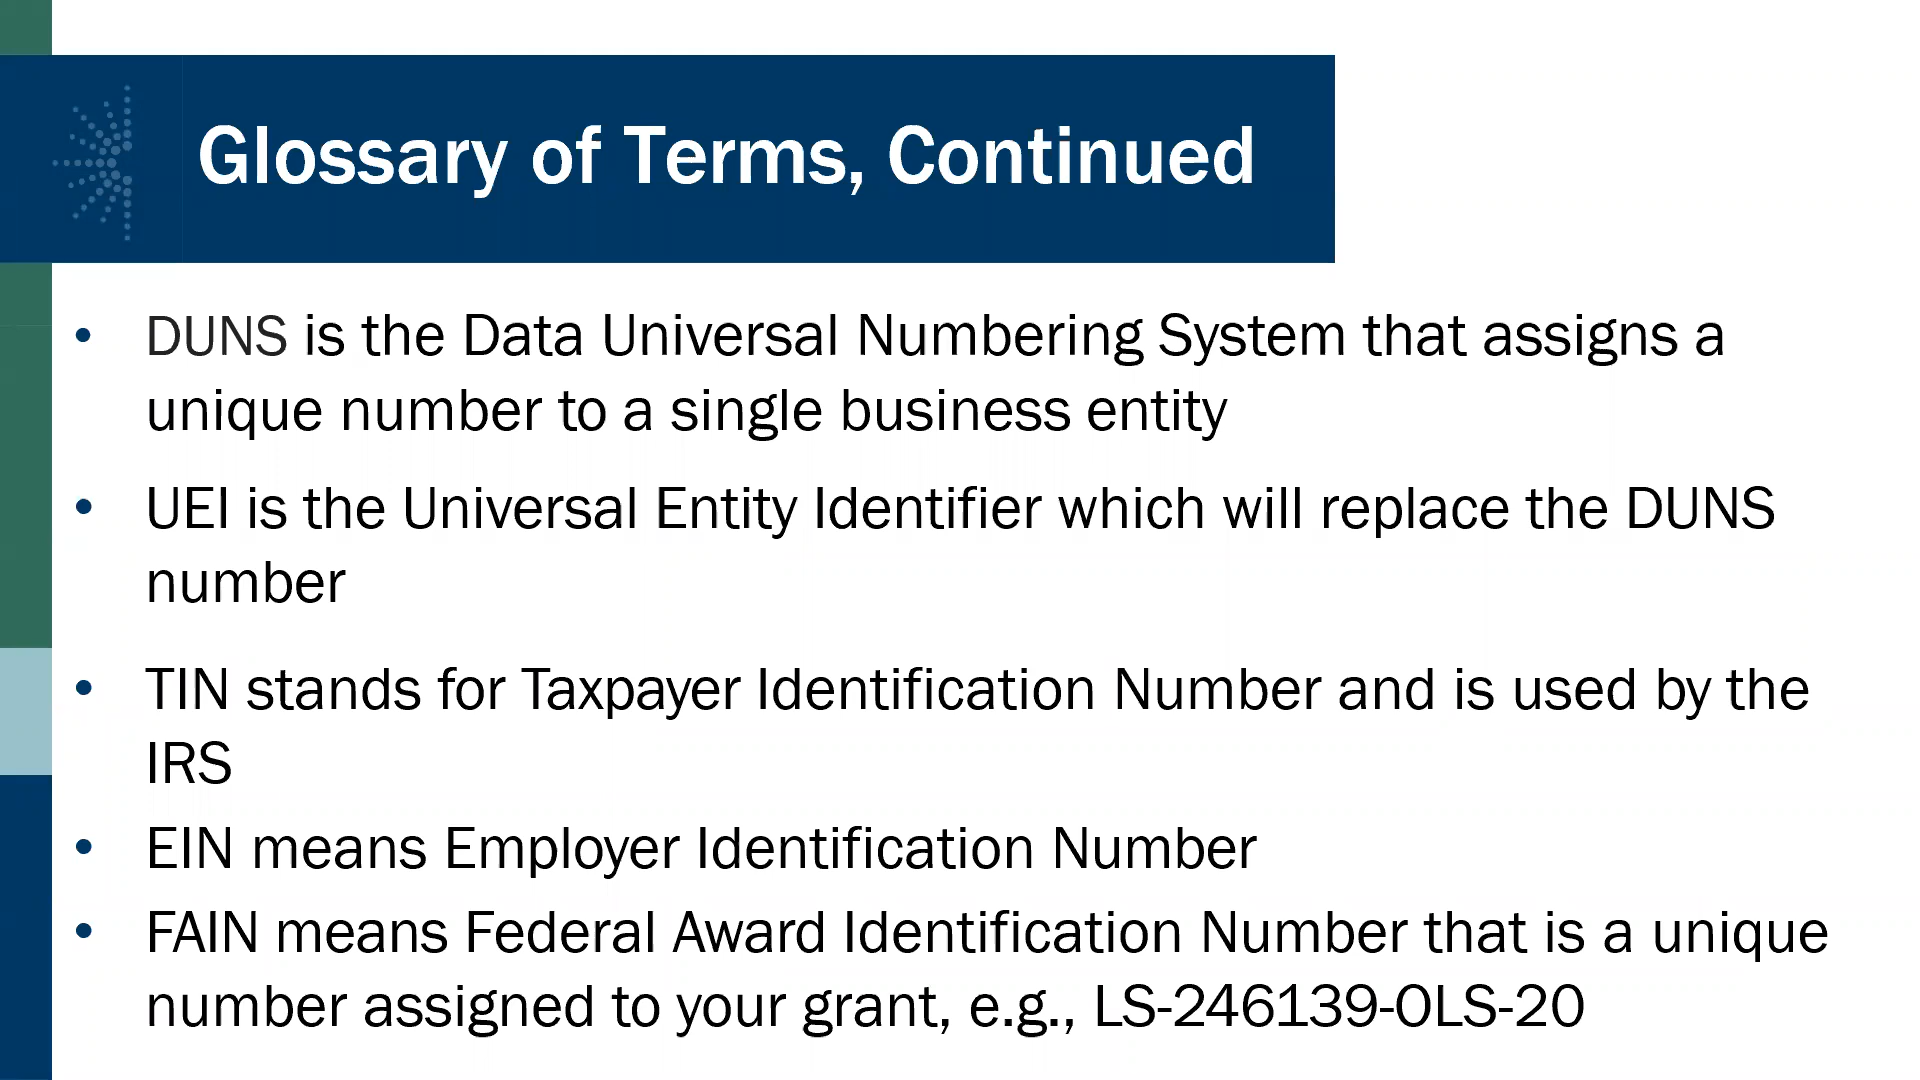 Glossary of Terms, Continued
• DUNS is the Data Universal Numbering System that assigns a
unique number to a single business entity
• UEI is the Universal Entity Identifier which will replace the DUNS
number
• TIN stands for Taxpayer Identification Number and is used by the
IRS
• EIN means Employer Identification Number
• FAIN means Federal Award Identification Number that is a unique
number assigned to your grant, e.g., LS-246139-OLS-20